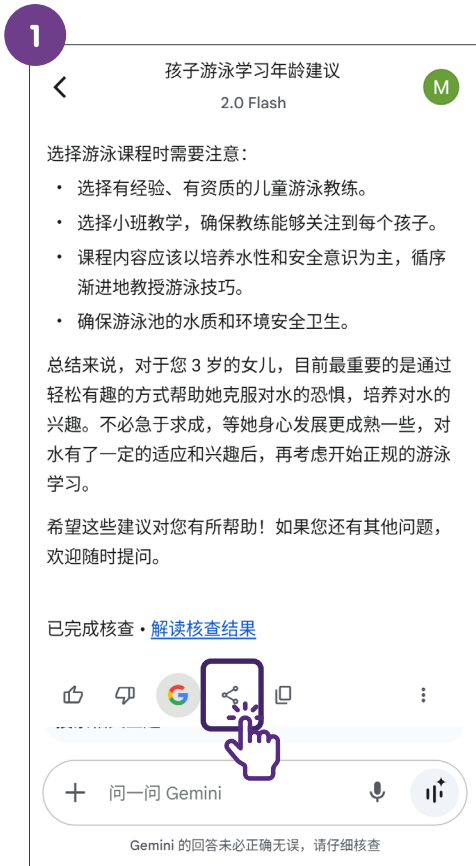 1
孩子游泳学习年龄建议
2.0 Flash
M
选择游泳课程时需要注意：
• 选择有经验、有资质的儿童游泳教练。
• 选择小班教学，确保教练能够关注到每个孩子。
• 课程内容应该以培养水性和安全意识为主，循序
渐进地教授游泳技巧。
• 确保游泳池的水质和环境安全卫生。
总结来说，对于您 3 岁的女儿，目前最重要的是通过
轻松有趣的方式帮助她克服对水的恐惧，培养对水的
兴趣。不必急于求成，等她身心发展更成熟一些，对
水有了一定的适应和兴趣后，再考虑开始正规的游泳
学习。
希望这些建议对您有所帮助！如果您还有其他问题，
欢迎随时提问。
已完成核查 • 解读核查结果
G
问一问 Gemini
Gemini 的回答未必正确无误，请仔细核查